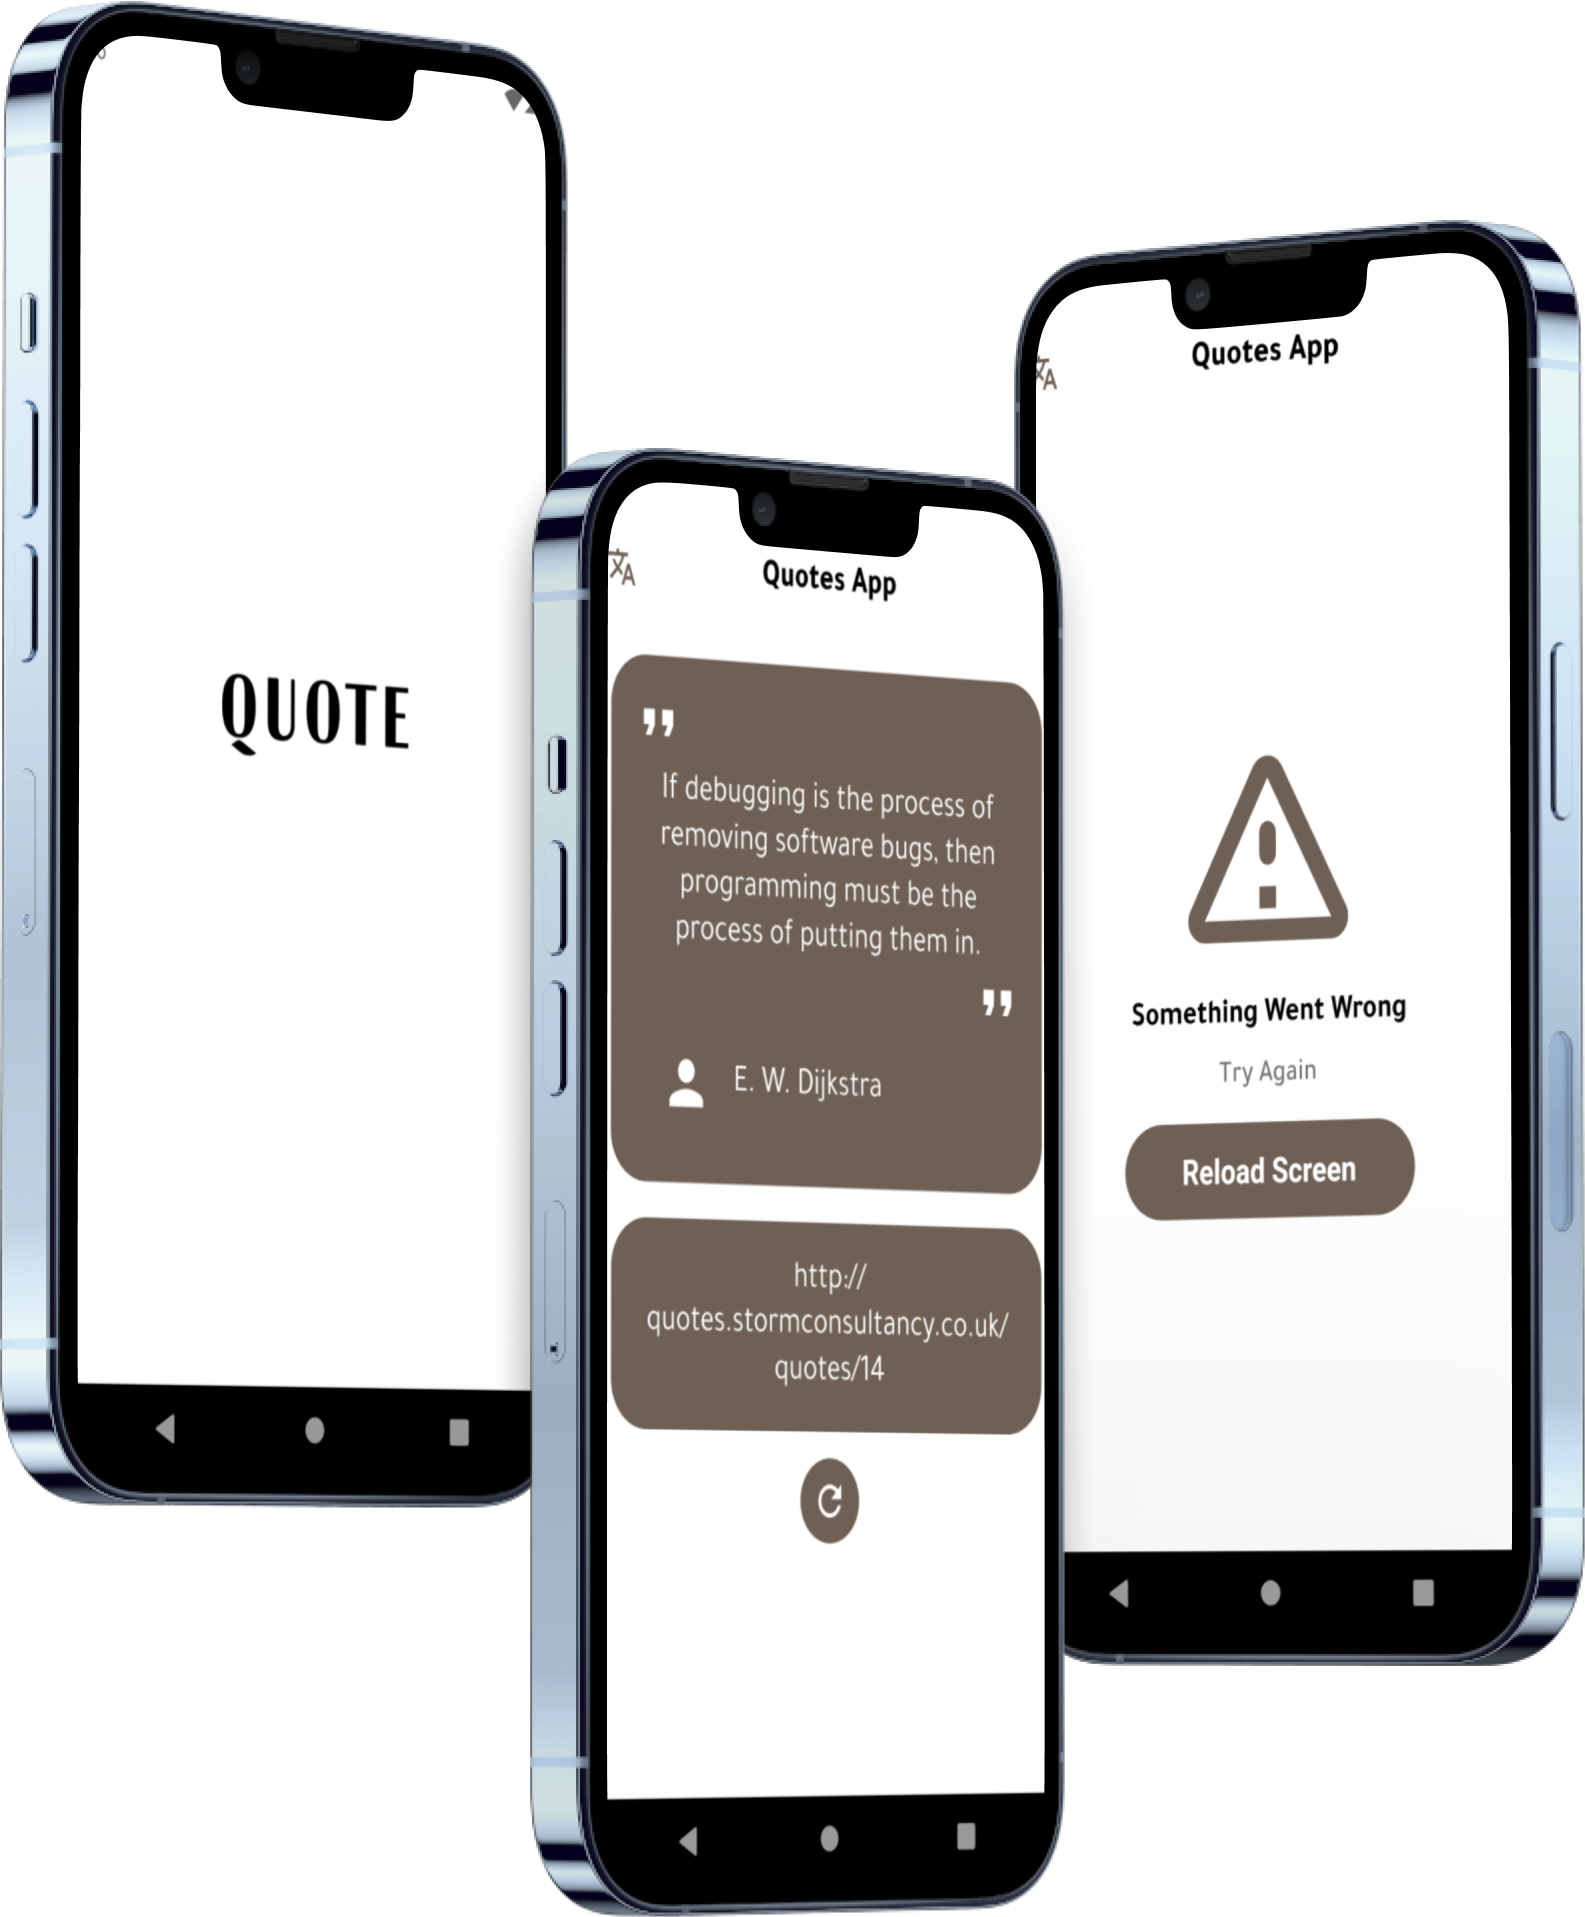 QUOTE
Quotes App
”
If debugging is the process of
removing software bugs, then
programming must be the
process of putting them in.
”
E. W. Dijkstra
http://
quotes.stormconsultancy.co.uk/
quotes/14
Quotes App
Something Went Wrong
Try Again
Reload Screen